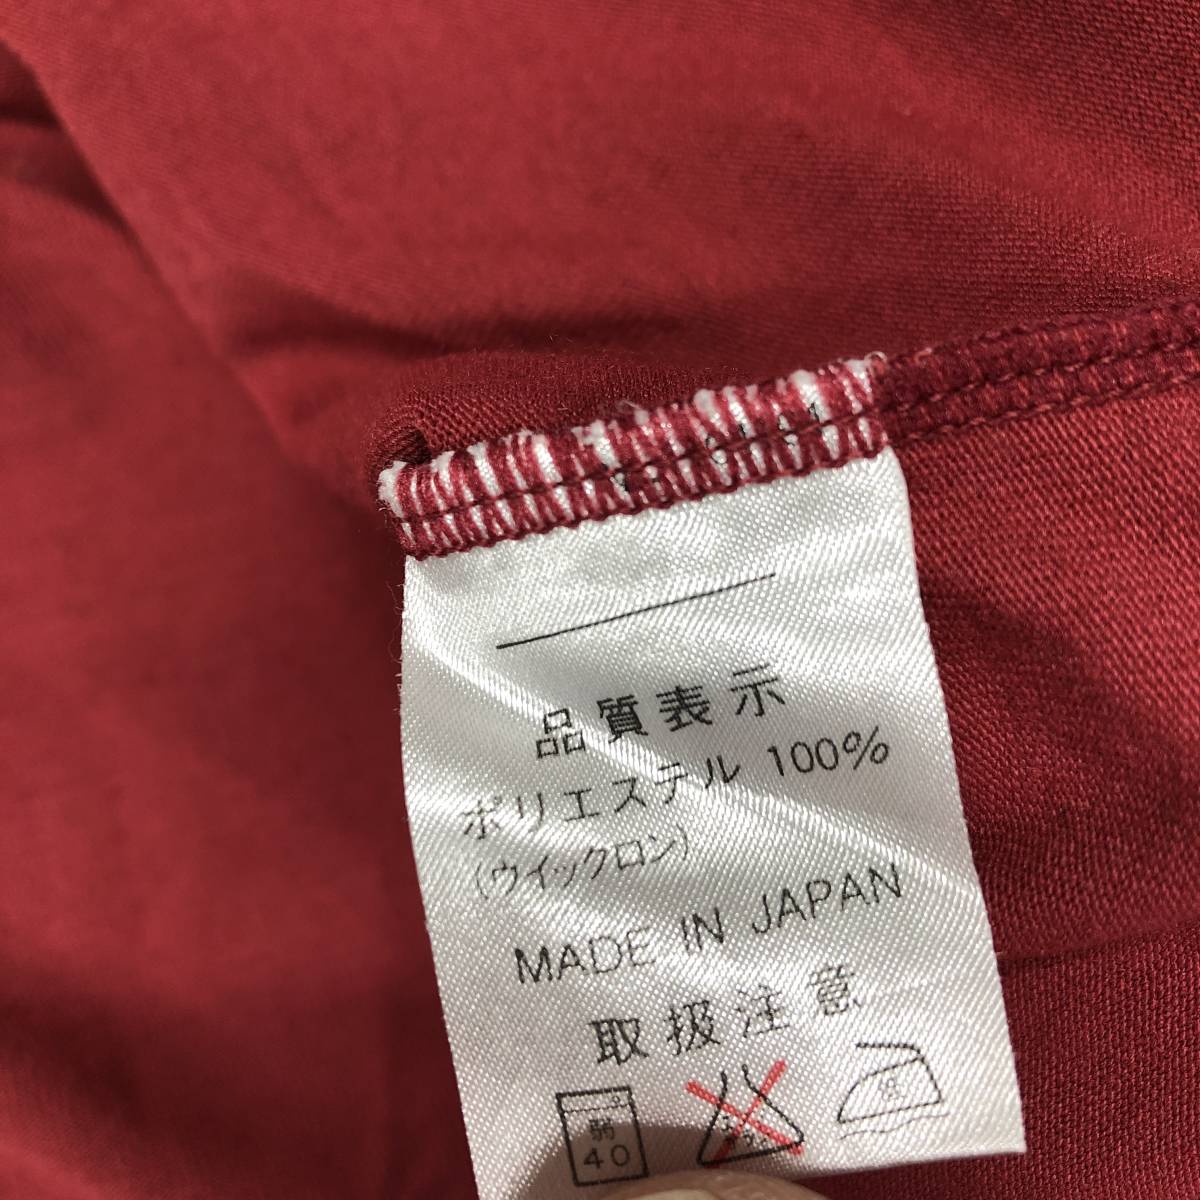 品質表示
ポリエステル 100%
(ウイックロン)
MADE IN JAPAN
取扱注意
弱
40
低